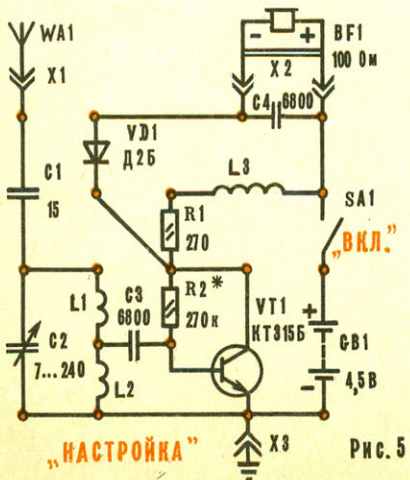 WA1
X1
- +
BF1
100 Ом
X2
C4 6800
VD1
Д2Б
L3
C1
15
R1
270
SA1
„ВКЛ."
R2 *
270к
L1
C3
6800
VT1
КТ315Б
+
GB1
C2
7...240
L2
-
4,5В
„НАСТРОЙКА"
X3
Рис. 5